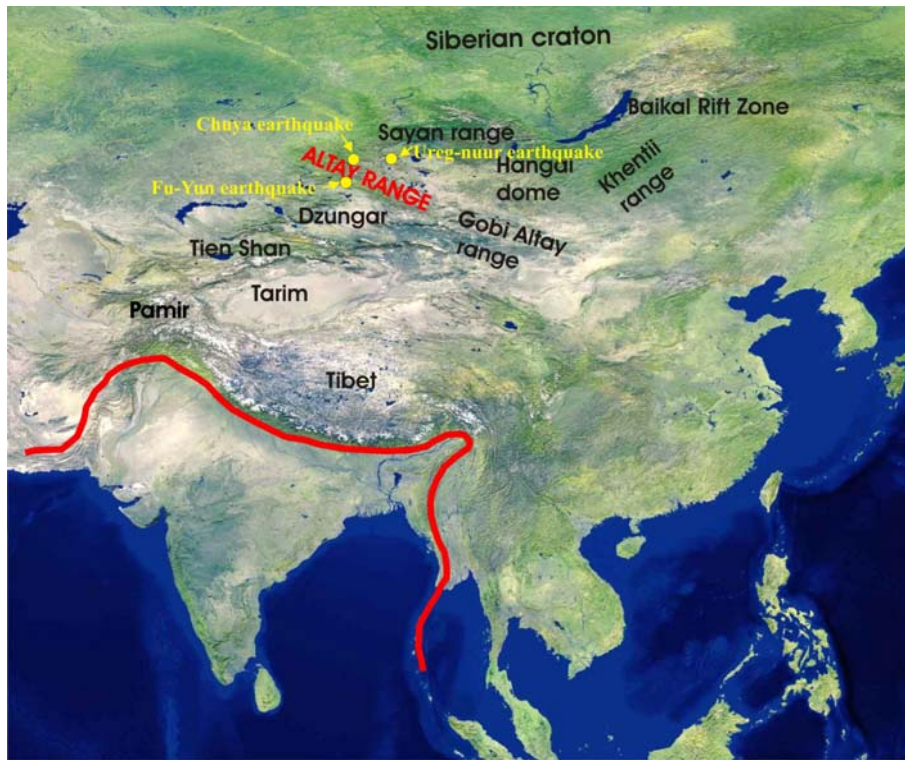 Siberian craton
Baikal Rift Zone
Chuya earthquake
Sayan range
Ureg-nuur earthquake
ALTAY RANGE
Hangai
dome
Khentii
range
Fu-Yun earthquake
Dzungar
Gobi Altay
range
Tien Shan
Tarim
Pamir
Tibet